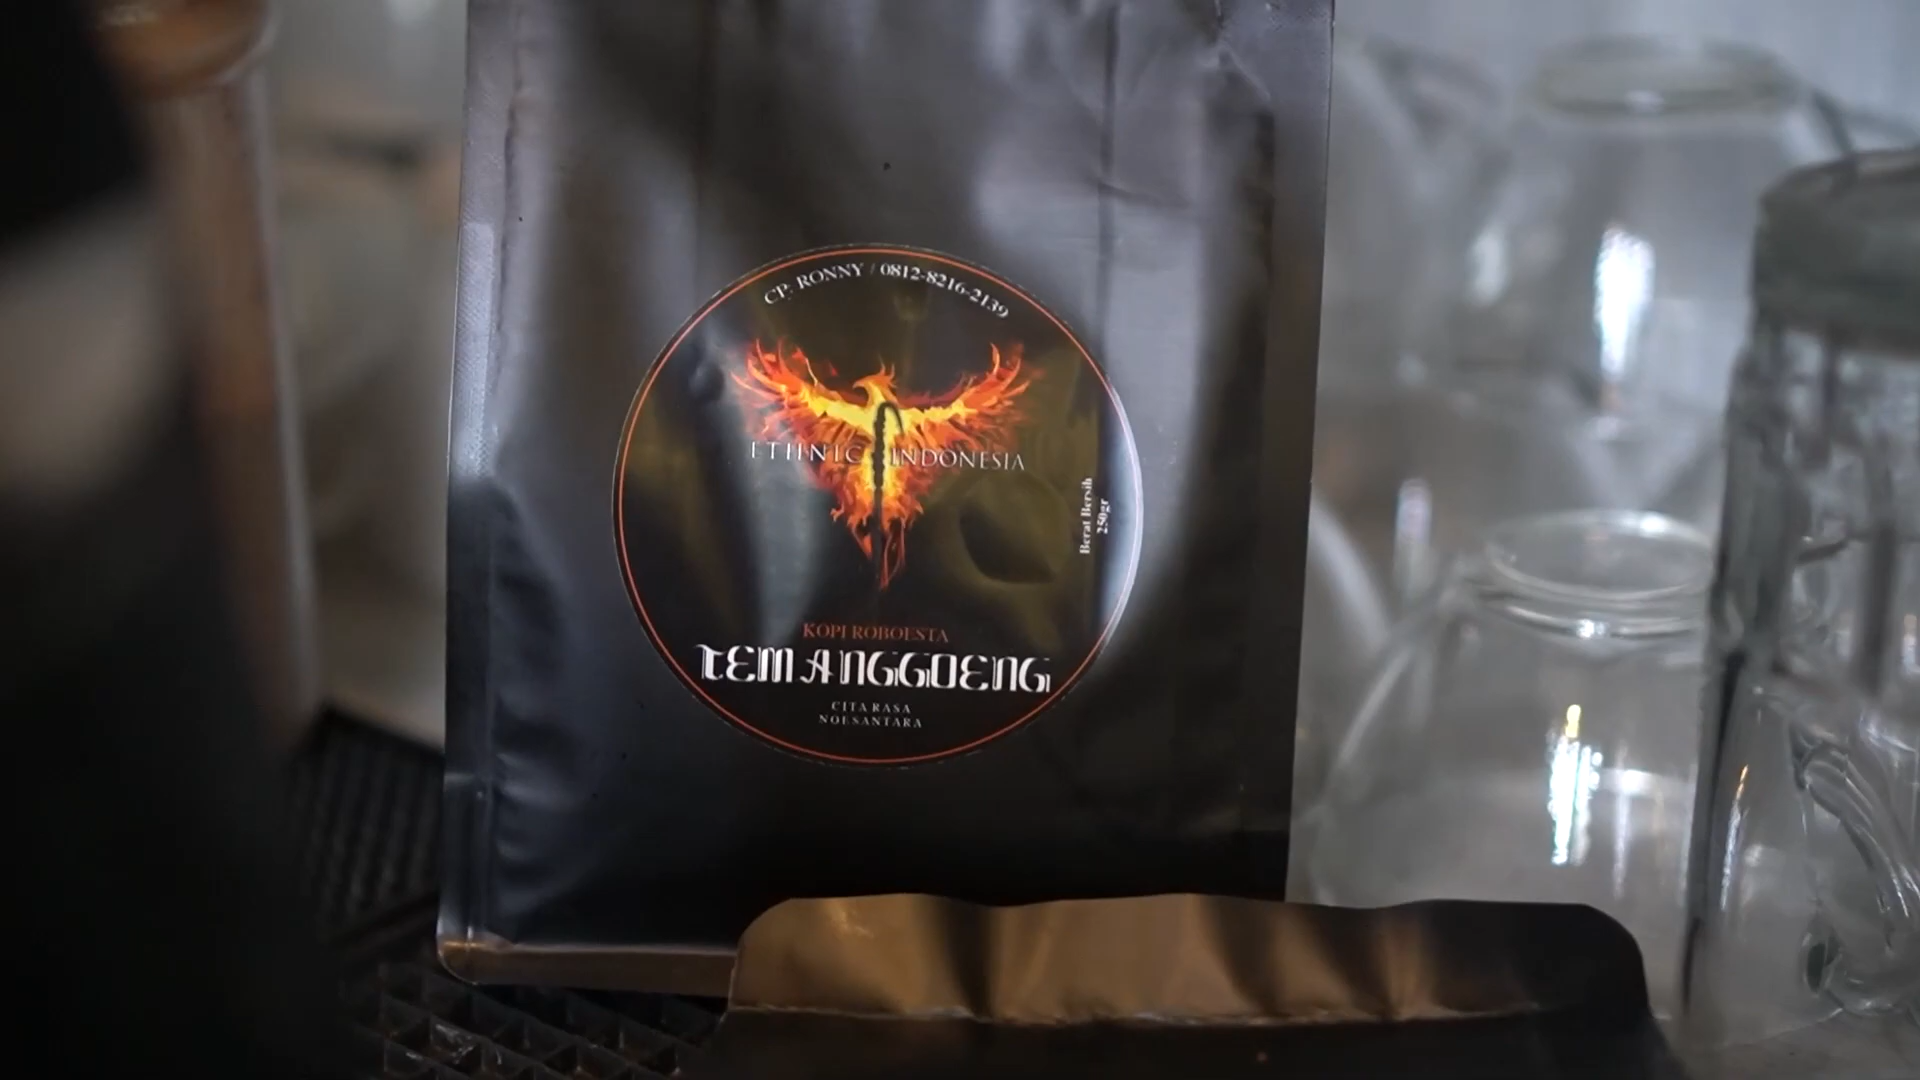 CP: RONNY / 0812-8216-2139
ETHNIC INDONESIA
Berat Bersih
250gr
KOPI ROBOESTA
TEMANGGOENG
CITA RASA
NOESANTARA